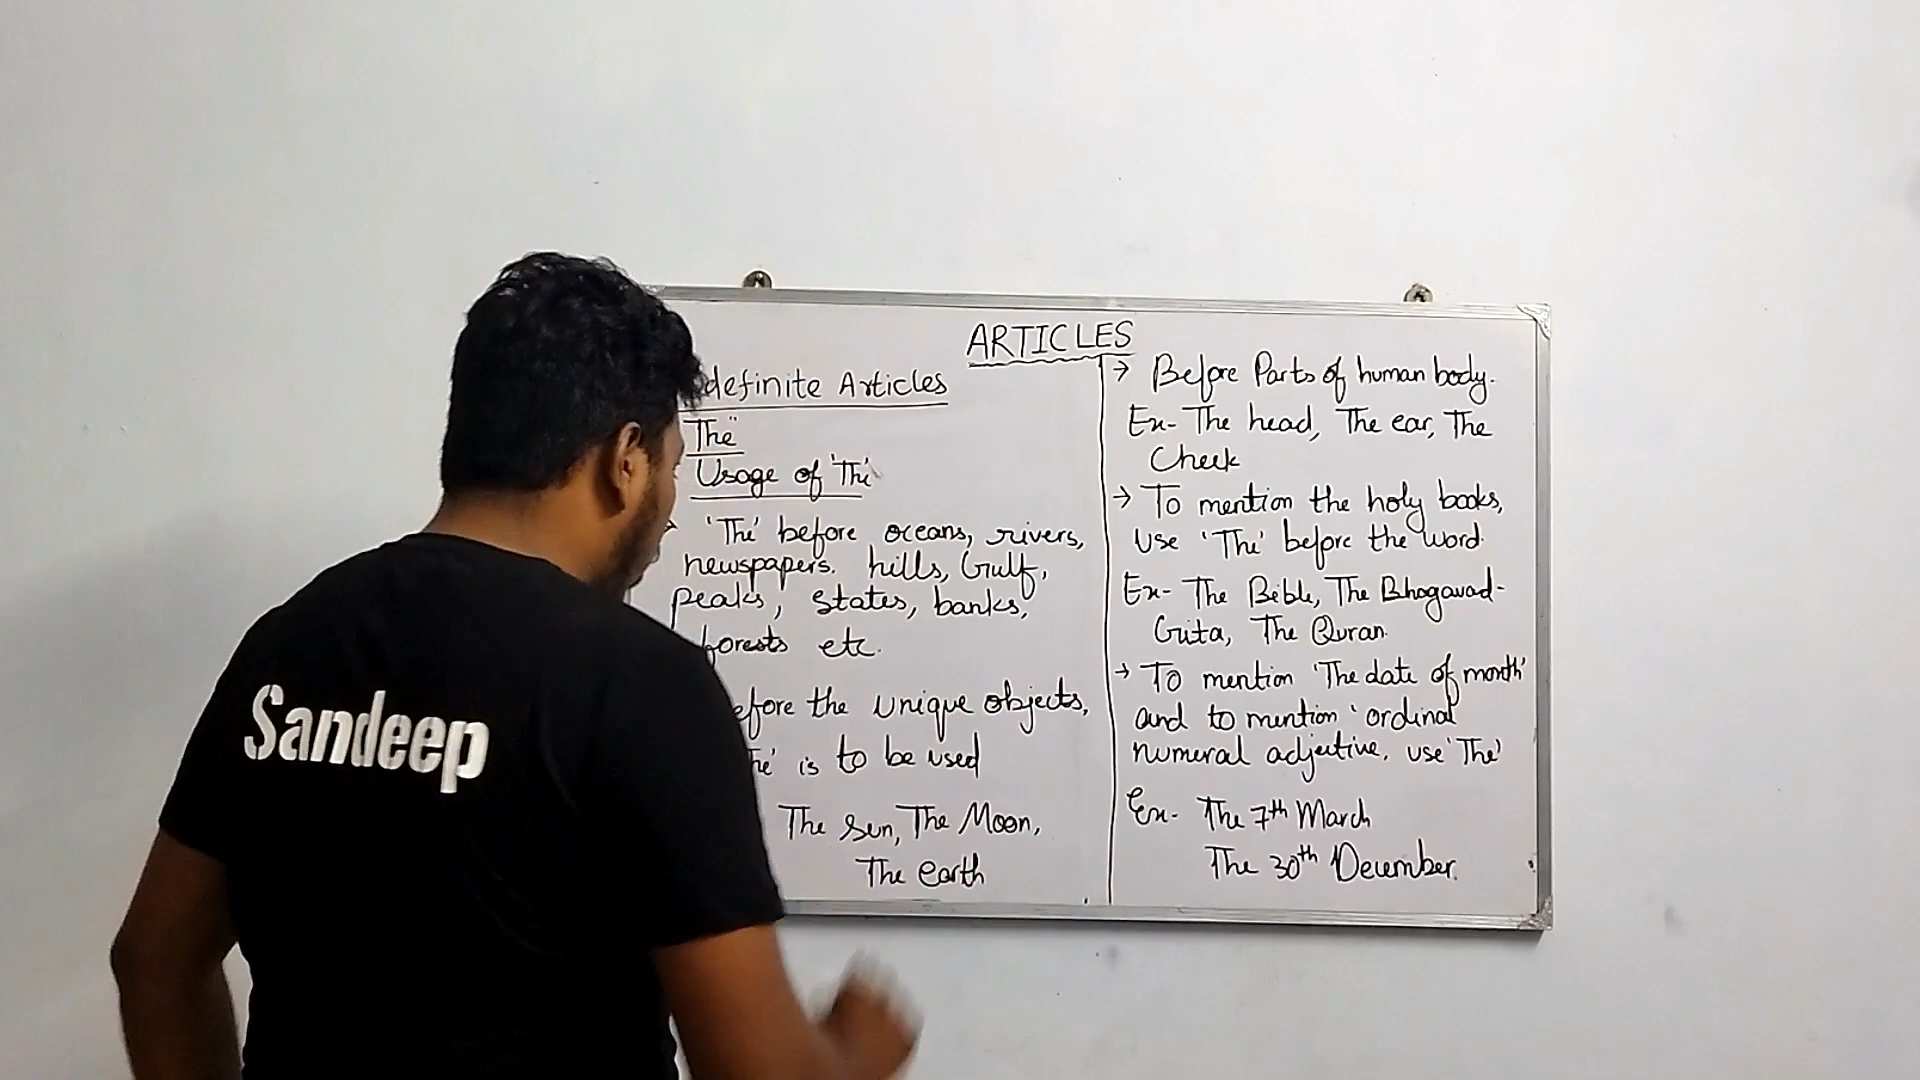 ARTICLES
definite Articles
The"
Usage of 'The'
→ 'The' before oceans, rivers,
newspapers. hills, Gulf,
peaks, states, banks,
forests etc.
efore the unique objects,
he' is to be used
The sun, The Moon,
The earth
→ Before Parts of human body.
Ex- The head, The ear, The
Cheek
→ To mention the holy books,
use 'The' before the word.
Ex- The Bible, The Bhagavad-
Gita, The Quran.
→ To mention 'The date of month'
and to mention 'ordinal
numeral adjective, use 'The'
Ex- The 7th March
The 30th December.
Sandeep